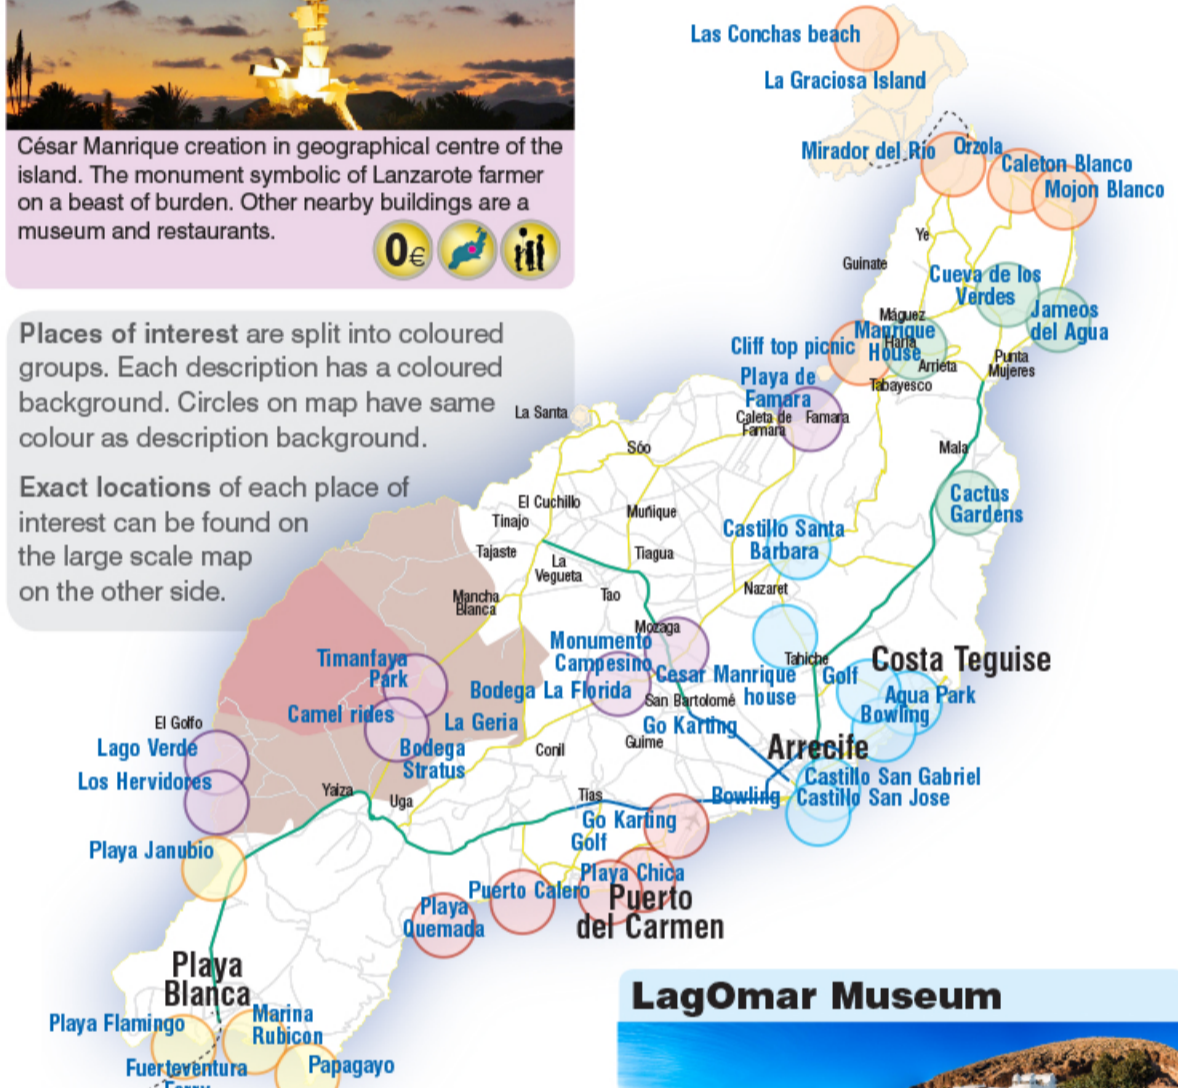 César Manrique creation in geographical centre of the
island. The monument symbolic of Lanzarote farmer
on a beast of burden. Other nearby buildings are a
museum and restaurants.
0€
Places of interest are split into coloured
groups. Each description has a coloured
background. Circles on map have same
colour as description background.
Exact locations of each place of
interest can be found on
the large scale map
on the other side.
Las Conchas beach
La Graciosa Island
Mirador del Rio
Orzola
Caleton Blanco
Mojon Blanco
Ye
Guinate
Cueva de los
Verdes
Jameos
del Agua
Máguez
Manrique
House
Haria
Cliff top picnic
Arrieta
Punta
Mujeres
Tabayesco
Playa de
Famara
Caleta de
Famara
Famara
La Santa
Sóo
Mala
El Cuchillo
Tinajo
Muñique
Cactus
Gardens
Castillo Santa
Barbara
Tajaste
La
Vegueta
Tiagua
Nazaret
Mancha
Blanca
Tao
Mozaga
Monumento
Campesino
Tahiche
Costa Teguise
Timanfaya
Park
Bodega La Florida
Cesar Manrique
house
Golf
Aqua Park
Bowling
San Bartolomé
Camel rides
La Geria
Go Karting
El Golfo
Lago Verde
Bodega
Stratus
Conil
Guime
Arrecife
Los Hervidores
Castillo San Gabriel
Castillo San Jose
Bowling
Yaiza
Uga
Tias
Go Karting
Golf
Playa Janubio
Playa Chica
Puerto Calero
Puerto
del Carmen
Playa
Quemada
Playa
Blanca
Playa Flamingo
Marina
Rubicon
Fuerteventura
Ferry
Papagayo
LagOmar Museum